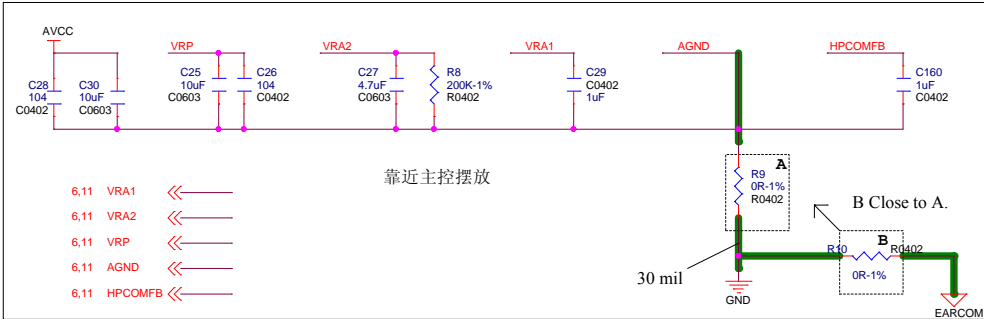 AVCC
VRP
VRA2
VRA1
AGND
HPCOMFB
C28
104
C0402
C30
10uF
C0603
C25
10uF
C0603
C26
104
C0402
C27
4.7uF
C0603
R8
200K-1%
R0402
C29
C0402
1uF
C160
1uF
C0402
靠近主控摆放
A
R9
0R-1%
R0402
B Close to A.
6,11 VRA1
6,11 VRA2
6,11 VRP
6,11 AGND
6,11 HPCOMFB
B
R10
R0402
0R-1%
30 mil
GND
EARCOM